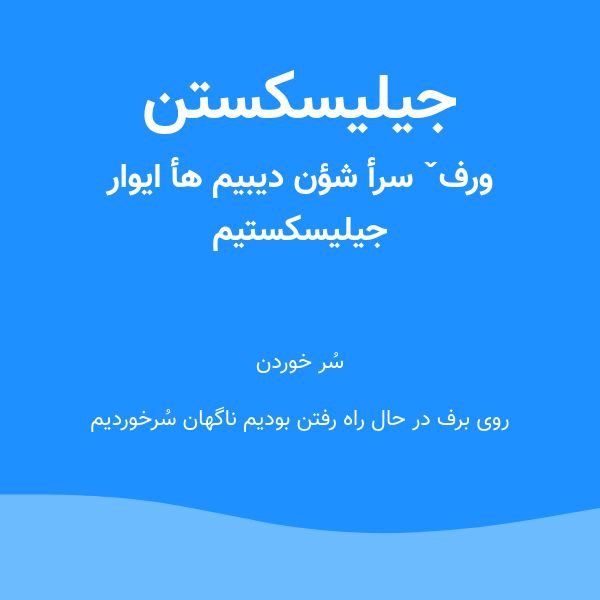 جیلیسکستن
ورفˇ سرأ شؤن دیبیم هأ ایوار
جیلیسکستیم
سُر خوردن
روی برف در حال راه رفتن بودیم ناگهان سُرخوردیم